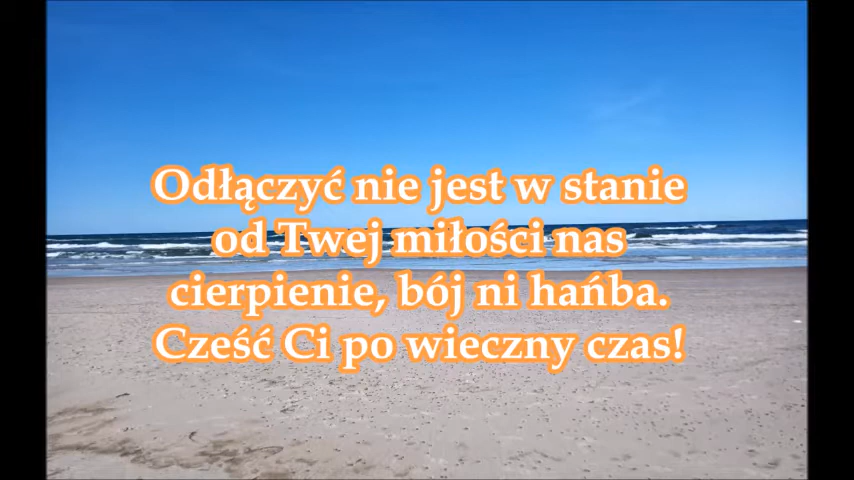 Odłączyć nie jest w stanie
od Twej miłości nas
cierpienie, bój ni hańba.
Cześć Ci po wieczny czas!